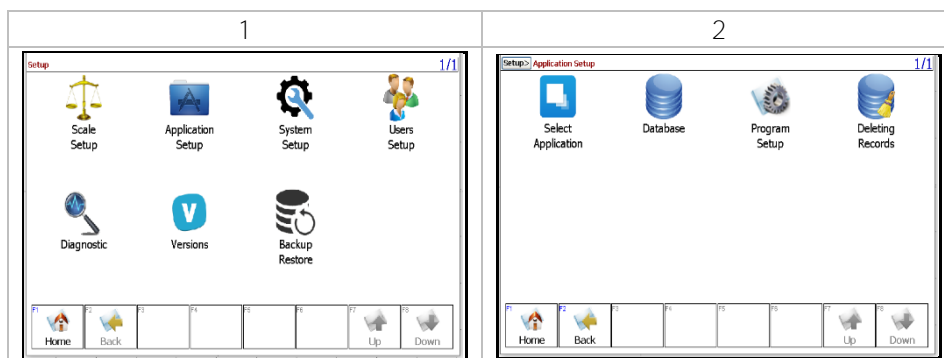 1
2
Setup
1/1
Scale
Setup
Application
Setup
System
Setup
Users
Setup
Diagnostic
V
Versions
Backup
Restore
F1
F2
F3
F4
F5
F6
F7
F8
Home
Back
Up
Down
Setup> Application Setup
1/1
Select
Application
Database
Program
Setup
Deleting
Records
F1
F2
F3
F4
F5
F6
F7
F8
Home
Back
Up
Down